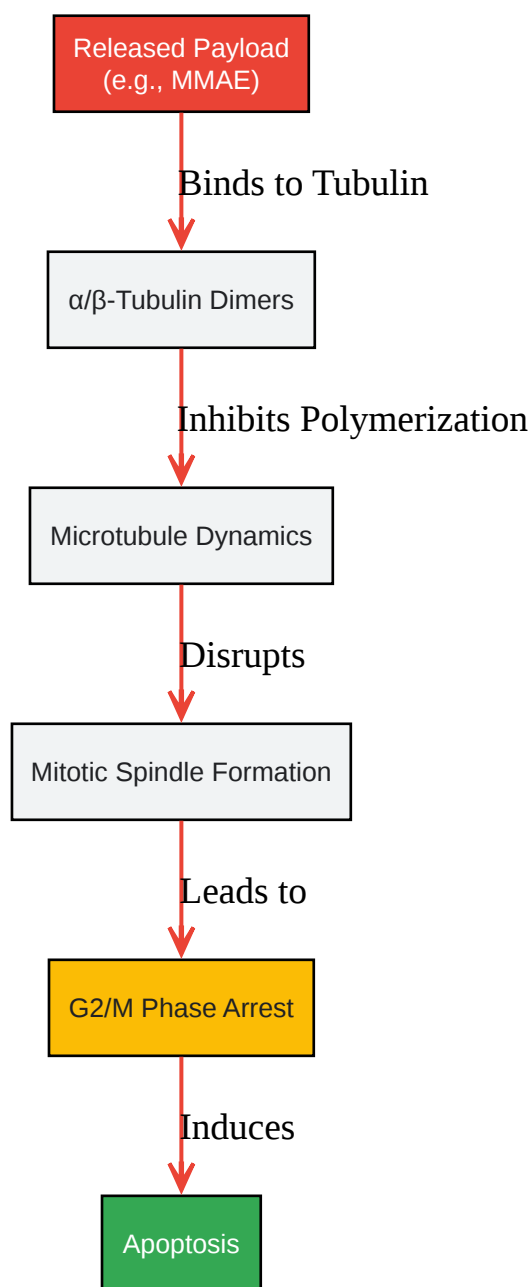 Released Payload
(e.g., MMAE)
Binds to Tubulin
α/β-Tubulin Dimers
Inhibits Polymerization
Microtubule Dynamics
Disrupts
Mitotic Spindle Formation
Leads to
G2/M Phase Arrest
Induces
Apoptosis